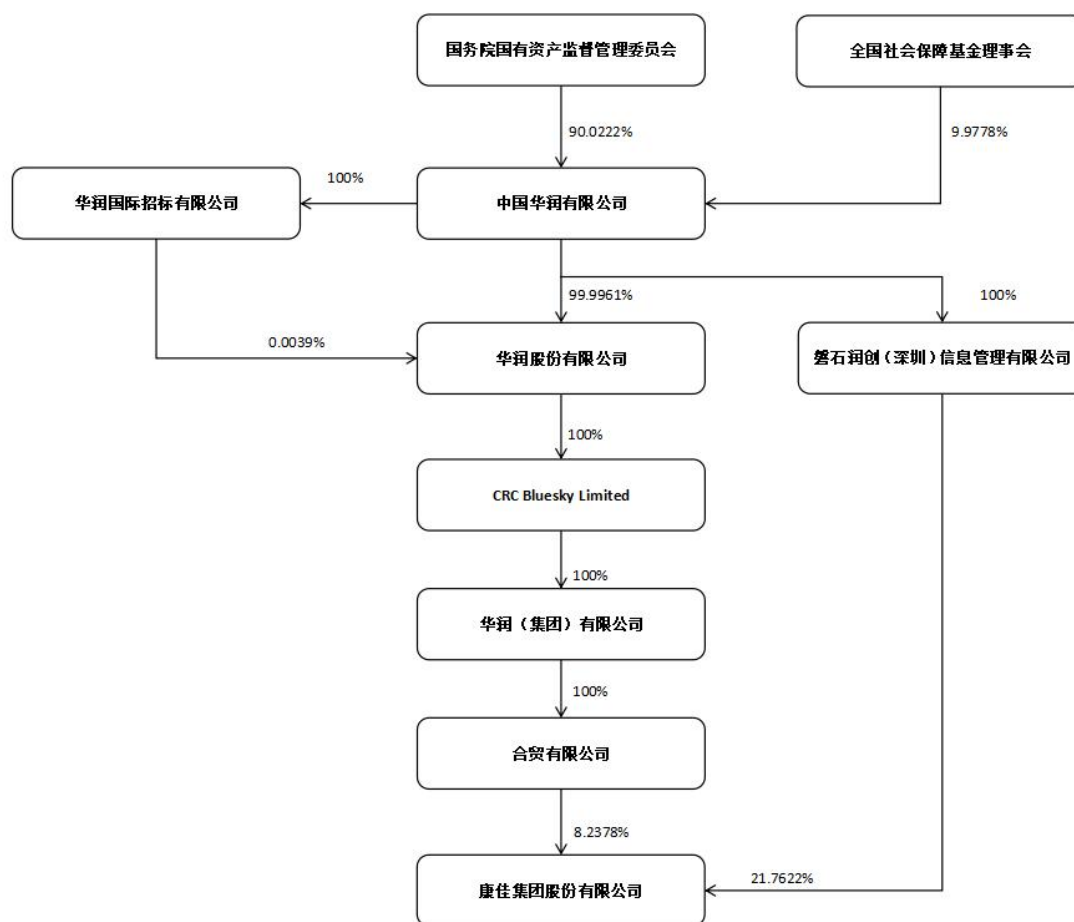 国务院国有资产监督管理委员会
全国社会保障基金理事会
90.0222%
9.9778%
100%
华润国际招标有限公司
中国华润有限公司
99.9961%
100%
0.0039%
华润股份有限公司
磐石润创（深圳）信息管理有限公司
100%
CRC Bluesky Limited
100%
华润（集团）有限公司
100%
合贸有限公司
8.2378%
21.7622%
康佳集团股份有限公司